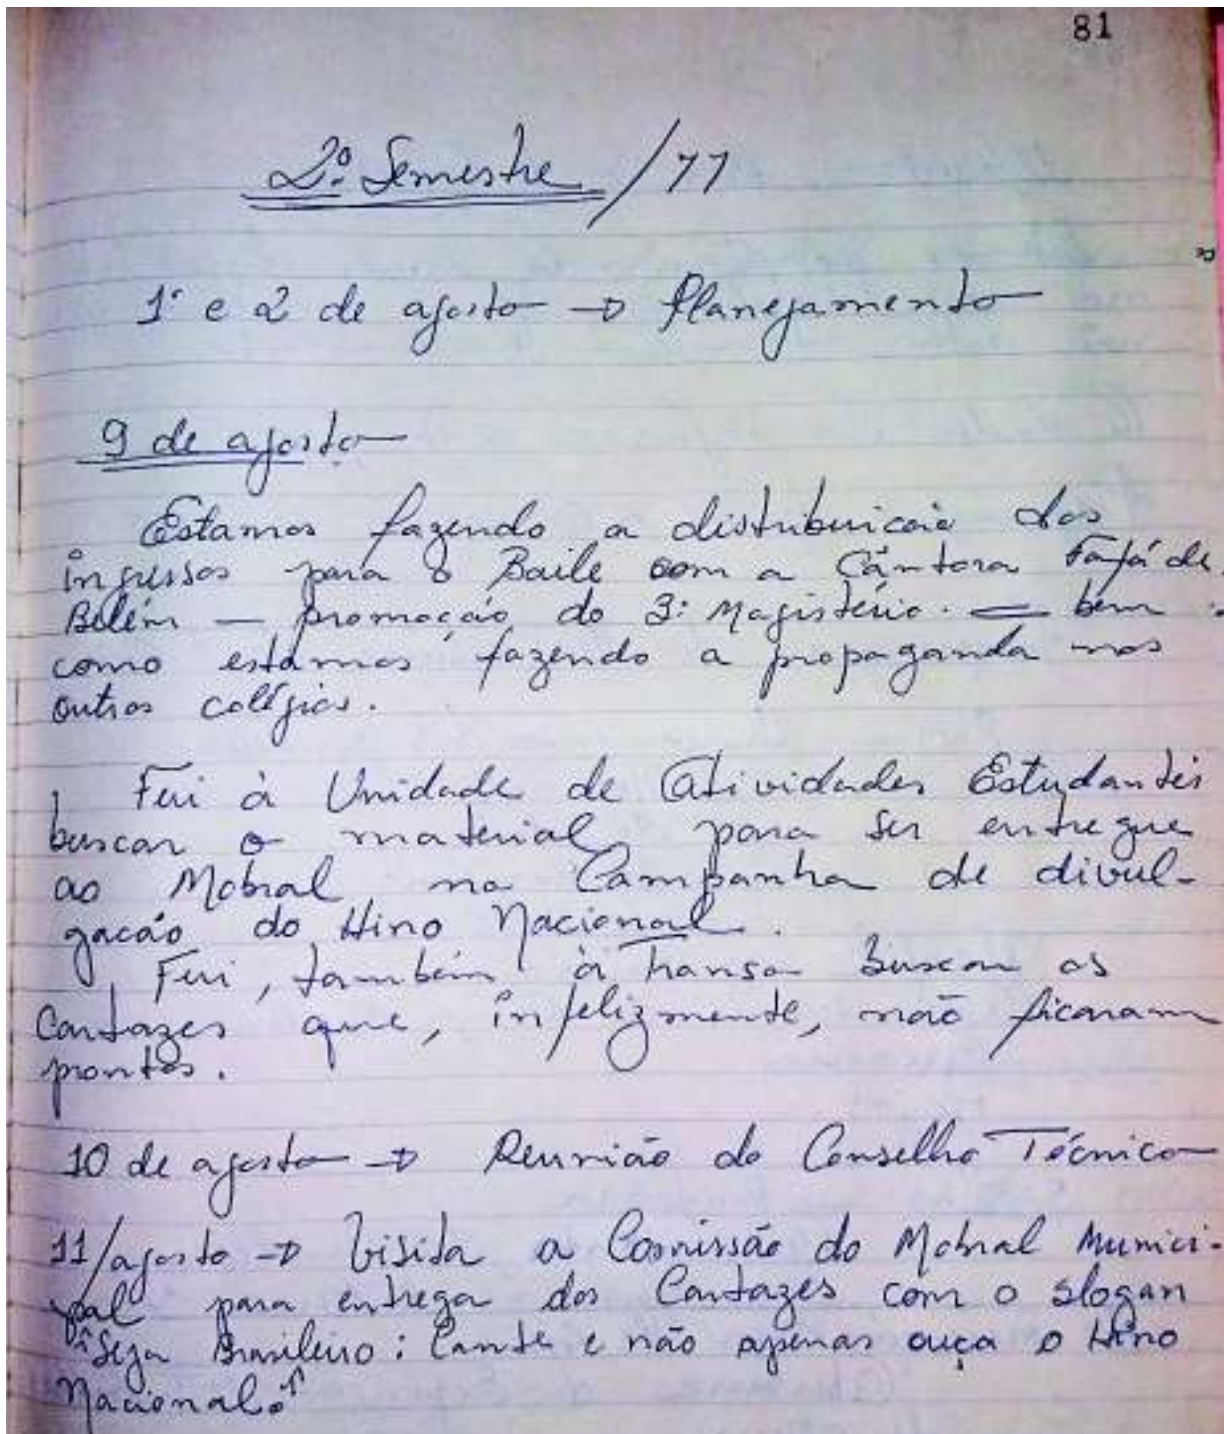 81
2º Semestre /77
1º e 2 de agosto → Planejamento
9 de agosto
Estamos fazendo a distribuicão dos
ingressos para o Baile com a Cantora Fafá de
Belém — promoção do 3º Magistério. — bem
como estamos fazendo a propaganda nos
outros colégios.
Fui à Unidade de Atividades Estudantis
buscar o material para ser entregue
ao Mobral na Campanha de divul-
gacão do Hino Nacional.
Fui, também à Transa buscar os
Cartazes que, infelizmente, não ficaram
prontos.
10 de agosto → Reunião do Conselho Técnico
11/agosto → Visita a Comissão do Mobral Munici-
pal para entrega dos Cartazes com o slogan
"Seja Brasileiro: Cante e não apenas ouça o Hino
Nacional."